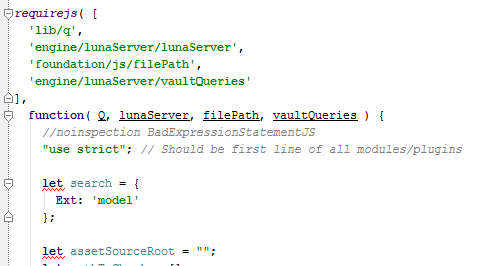 requirejs( [
'lib/q',
'engine/lunaServer/lunaServer',
'foundation/js/filePath',
'engine/lunaServer/vaultQueries'
],
function( Q, lunaServer, filePath, vaultQueries ) {
//noinspection BadExpressionStatementJS
"use strict"; // Should be first line of all modules/plugins
let search = {
Ext: 'model'
};
let assetSourceRoot = "";